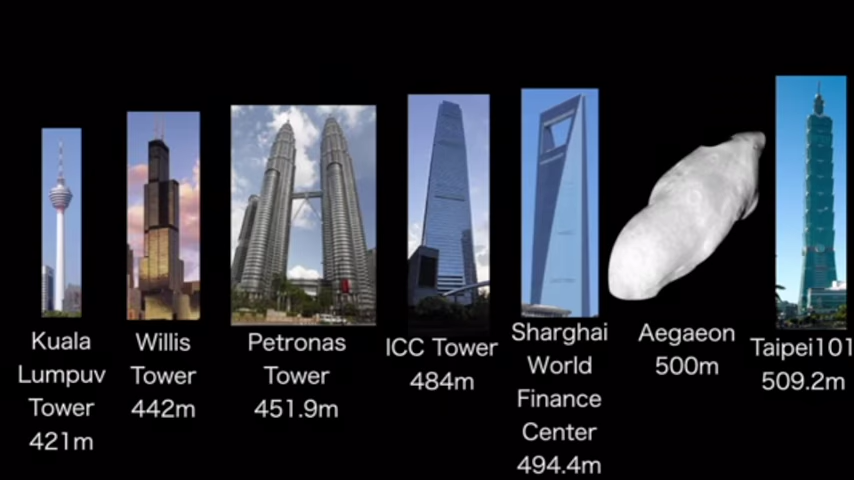 Kuala
Lumpuv
Tower
421m
Willis
Tower
442m
Petronas
Tower
451.9m
ICC Tower
484m
Sharghai
World
Finance
Center
494.4m
Aegaeon
500m
Taipei101
509.2m